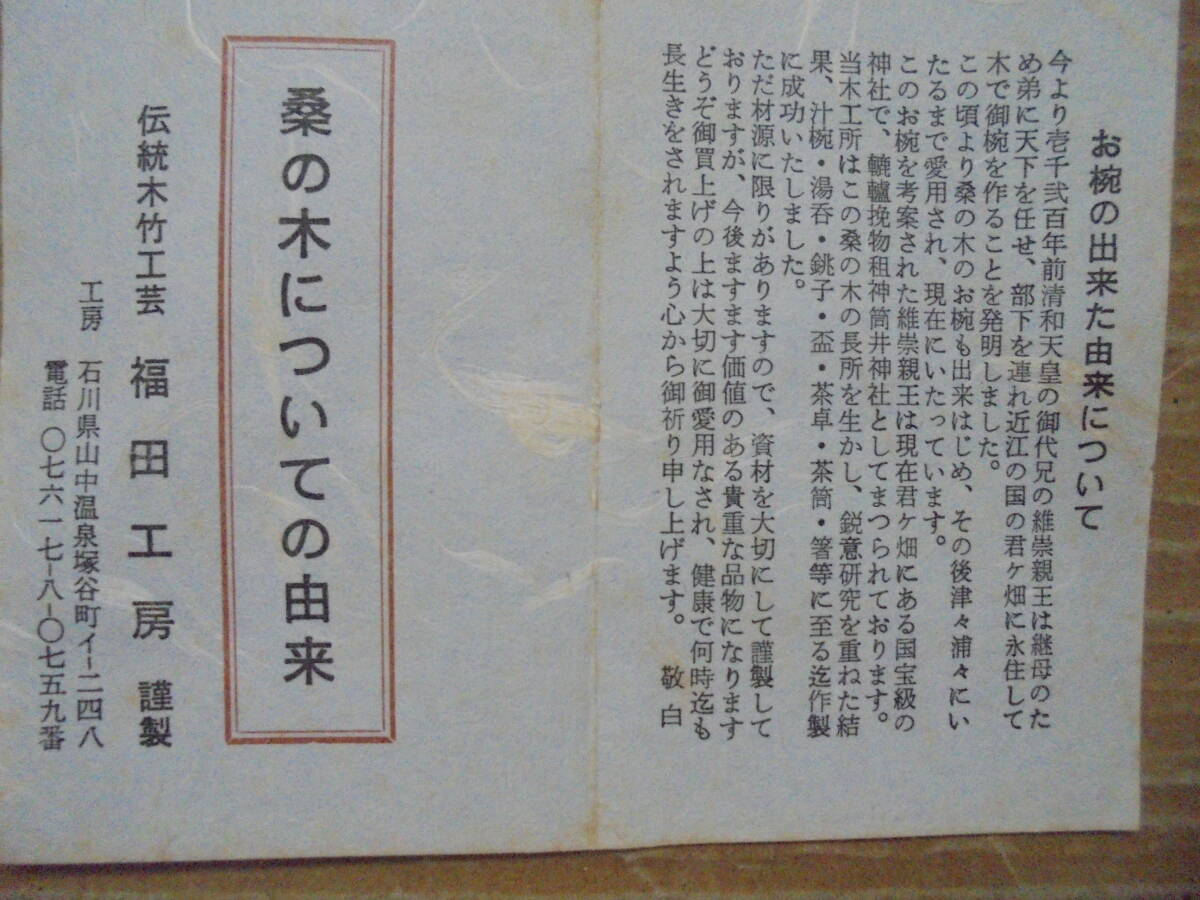 お椀の出来た由来について
今より壱千弐百年前清和天皇の御代兄の維崇親王は継母のた
め弟に天下を任せ、部下を連れ近江の国の君ヶ畑に永住して
木で御椀を作ることを発明しました。
この頃より桑の木のお椀も出来はじめ、その後津々浦々にい
たるまで愛用され、現在にいたっています。
このお椀を考案された維崇親王は現在君ヶ畑にある国宝級の
神社で、轆轤挽物租神筒井神社としてまつられております。
当木工所はこの桑の木の長所を生かし、鋭意研究を重ねた結
果、汁椀・湯呑・銚子・盃・茶卓・茶筒・箸等に至る迄作製
に成功いたしました。
ただ材源に限りがありますので、資材を大切にして謹製して
おりますが、今後ますます価値のある貴重な品物になります
どうぞ御買上げの上は大切に御愛用なされ、健康で何時迄も
長生きをされますよう心から御祈り申し上げます。 敬白
桑の木についての由来
伝統木竹工芸 福田工房 謹製
工房 石川県山中温泉塚谷町イ-二四八
電話 〇七六一七-八-〇七五九番